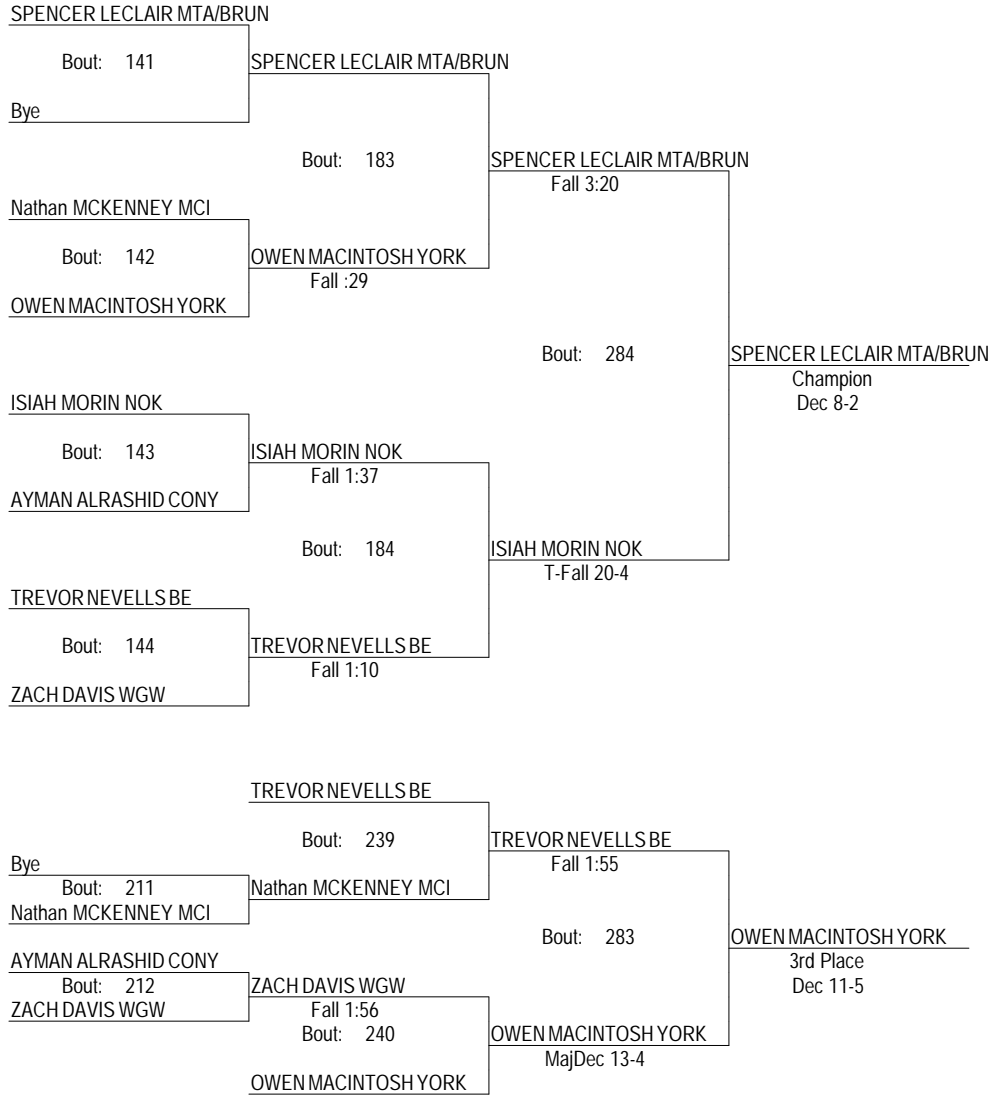 SPENCER LECLAIR MTA/BRUN
Bout: 141 SPENCER LECLAIR MTA/BRUN
Bye
Bout: 183 SPENCER LECLAIR MTA/BRUN
Fall 3:20
Nathan MCKENNEY MCI
Bout: 142 OWEN MACINTOSH YORK
Fall :29
OWEN MACINTOSH YORK
Bout: 284 SPENCER LECLAIR MTA/BRUN
Champion
Dec 8-2
ISIAH MORIN NOK
Bout: 143 ISIAH MORIN NOK
Fall 1:37
AYMAN ALRASHID CONY
Bout: 184 ISIAH MORIN NOK
T-Fall 20-4
TREVOR NEVELLS BE
Bout: 144 TREVOR NEVELLS BE
Fall 1:10
ZACH DAVIS WGW
TREVOR NEVELLS BE
Bout: 239 TREVOR NEVELLS BE
Fall 1:55
Bye
Bout: 211 Nathan MCKENNEY MCI
Nathan MCKENNEY MCI
Bout: 283 OWEN MACINTOSH YORK
3rd Place
Dec 11-5
AYMAN ALRASHID CONY
Bout: 212 ZACH DAVIS WGW
Fall 1:56
ZACH DAVIS WGW
Bout: 240 OWEN MACINTOSH YORK
MajDec 13-4
OWEN MACINTOSH YORK